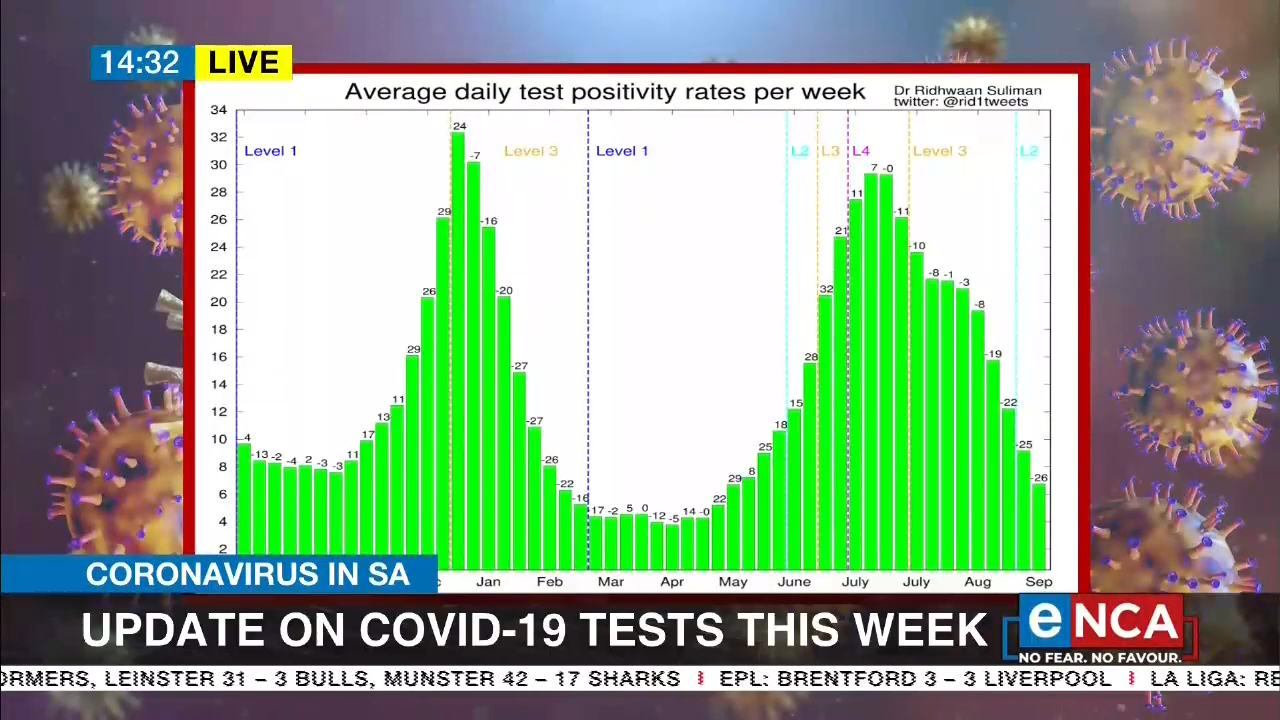 14:32 LIVE
Average daily test positivity rates per week
Dr Ridhwaan Suliman
twitter: @rid1tweets
34
32
30
28
26
24
22
20
18
16
14
12
10
8
6
4
2
Level 1 Level 3 Level 1 L2 L3 L4 Level 3 L2
4 -13 -2 -4 2 -3 -3 11 17 13 11 29 26 29 24 -7 -16 -20 -27 -27 -26 -22 -16 -17 -2 5 0 -12 -5 14 -0 22 29 8 25 18 15 28 32 21 11 7 -0 -11 -10 -8 -1 -3 -8 -19 -22 -25 -26
Jan Feb Mar Apr May June July July Aug Sep
CORONAVIRUS IN SA
UPDATE ON COVID-19 TESTS THIS WEEK
eNCA
NO FEAR. NO FAVOUR.
ORMERS, LEINSTER 31 – 3 BULLS, MUNSTER 42 – 17 SHARKS EPL: BRENTFORD 3 – 3 LIVERPOOL LA LIGA: RE